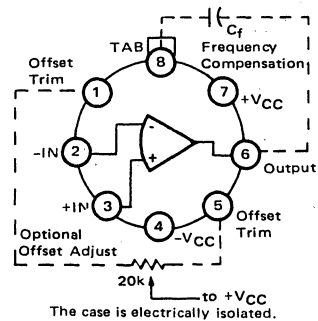 C_f
TAB
Frequency
Compensation
Offset
Trim
8
1
7
+VCC
-IN
2
-
+
6
Output
+IN
3
5
Offset
Trim
4
-VCC
Optional
Offset Adjust
20k
to +VCC
The case is electrically isolated.